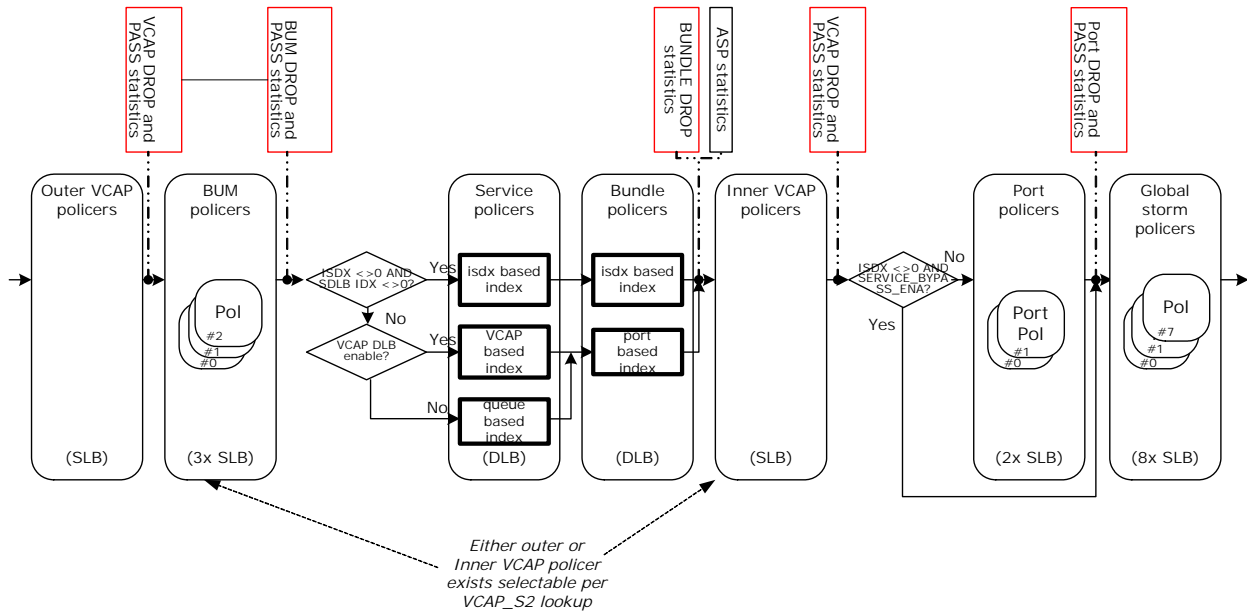 VCAP DROP and
PASS statistics
BUM DROP and
PASS statistics
BUNDLE DROP
statistics
ASP statistics
VCAP DROP and
PASS statistics
Port DROP and
PASS statistics
Outer VCAP
policers
(SLB)
BUM
policers
Pol
#2
#1
#0
(3x SLB)
ISDX <>0 AND
SDLB IDX <>0?
Yes
No
VCAP DLB
enable?
Yes
No
Service
policers
isdx based
index
VCAP
based
index
queue
based
index
(DLB)
Bundle
policers
isdx based
index
port
based
index
(DLB)
Inner VCAP
policers
(SLB)
ISDX <>0 AND
SERVICE_BYPA
SS_ENA?
No
Yes
Port
policers
Port
Pol
#1
#0
(2x SLB)
Global
storm
policers
Pol
#7
#1
#0
(8x SLB)
Either outer or
Inner VCAP policer
exists selectable per
VCAP_S2 lookup